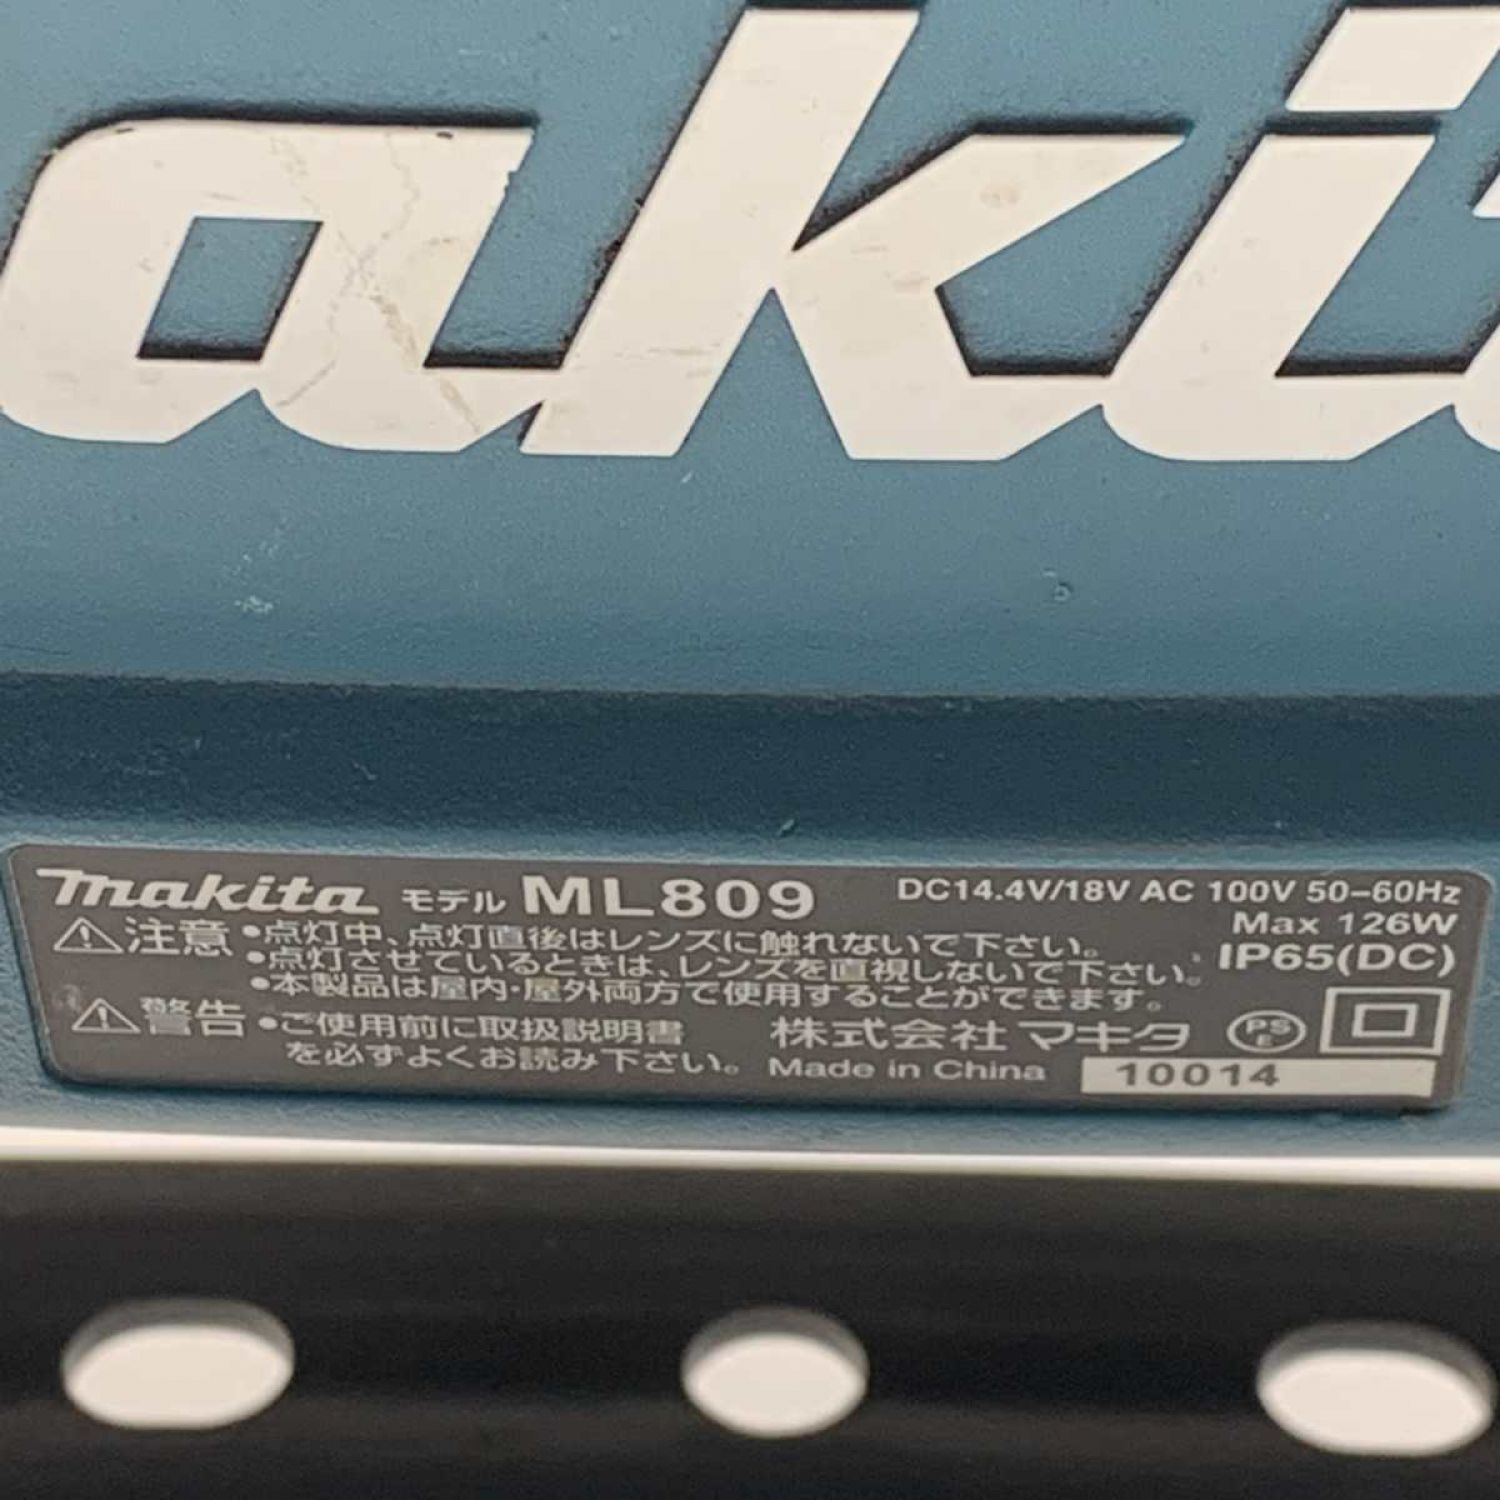 makita
makita モデル ML809 DC14.4V/18V AC 100V 50-60Hz
Max 126W
IP65(DC)
⚠注意 •点灯中、点灯直後はレンズに触れないで下さい。
•点灯させているときは、レンズを直視しないで下さい。
•本製品は屋内・屋外両方で使用することができます。
⚠警告 •ご使用前に取扱説明書
を必ずよくお読み下さい。
株式会社 マキタ PSE
Made in China 10014